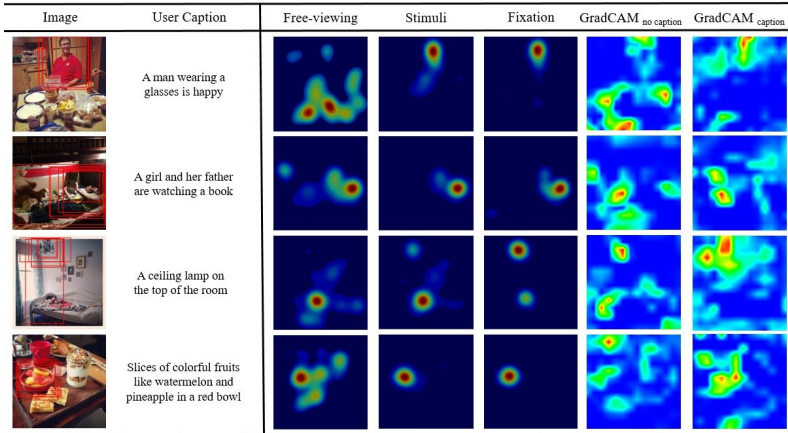 Image User Caption Free-viewing Stimuli Fixation GradCAM no caption GradCAM caption
A man wearing a
glasses is happy
A girl and her father
are watching a book
A ceiling lamp on
the top of the room
Slices of colorful fruits
like watermelon and
pineapple in a red bowl